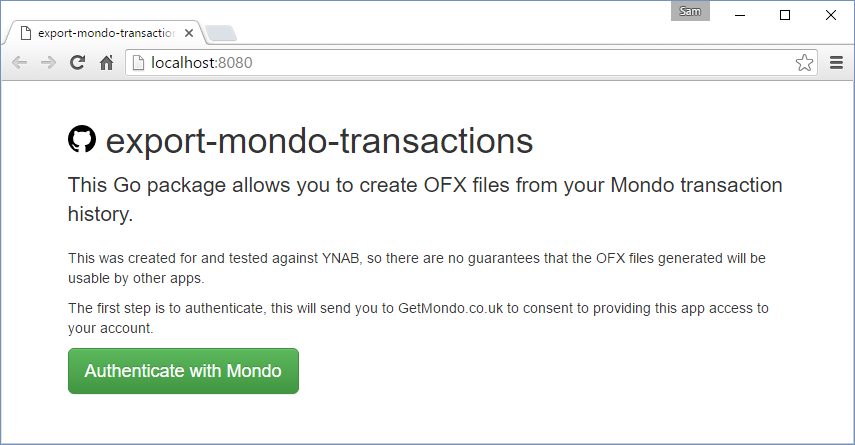 Sam
export-mondo-transaction
localhost:8080
export-mondo-transactions
This Go package allows you to create OFX files from your Mondo transaction
history.
This was created for and tested against YNAB, so there are no guarantees that the OFX files generated will be
usable by other apps.
The first step is to authenticate, this will send you to GetMondo.co.uk to consent to providing this app access to
your account.
Authenticate with Mondo